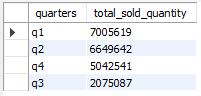 quarters total_sold_quantity
q1 7005619
q2 6649642
q4 5042541
q3 2075087